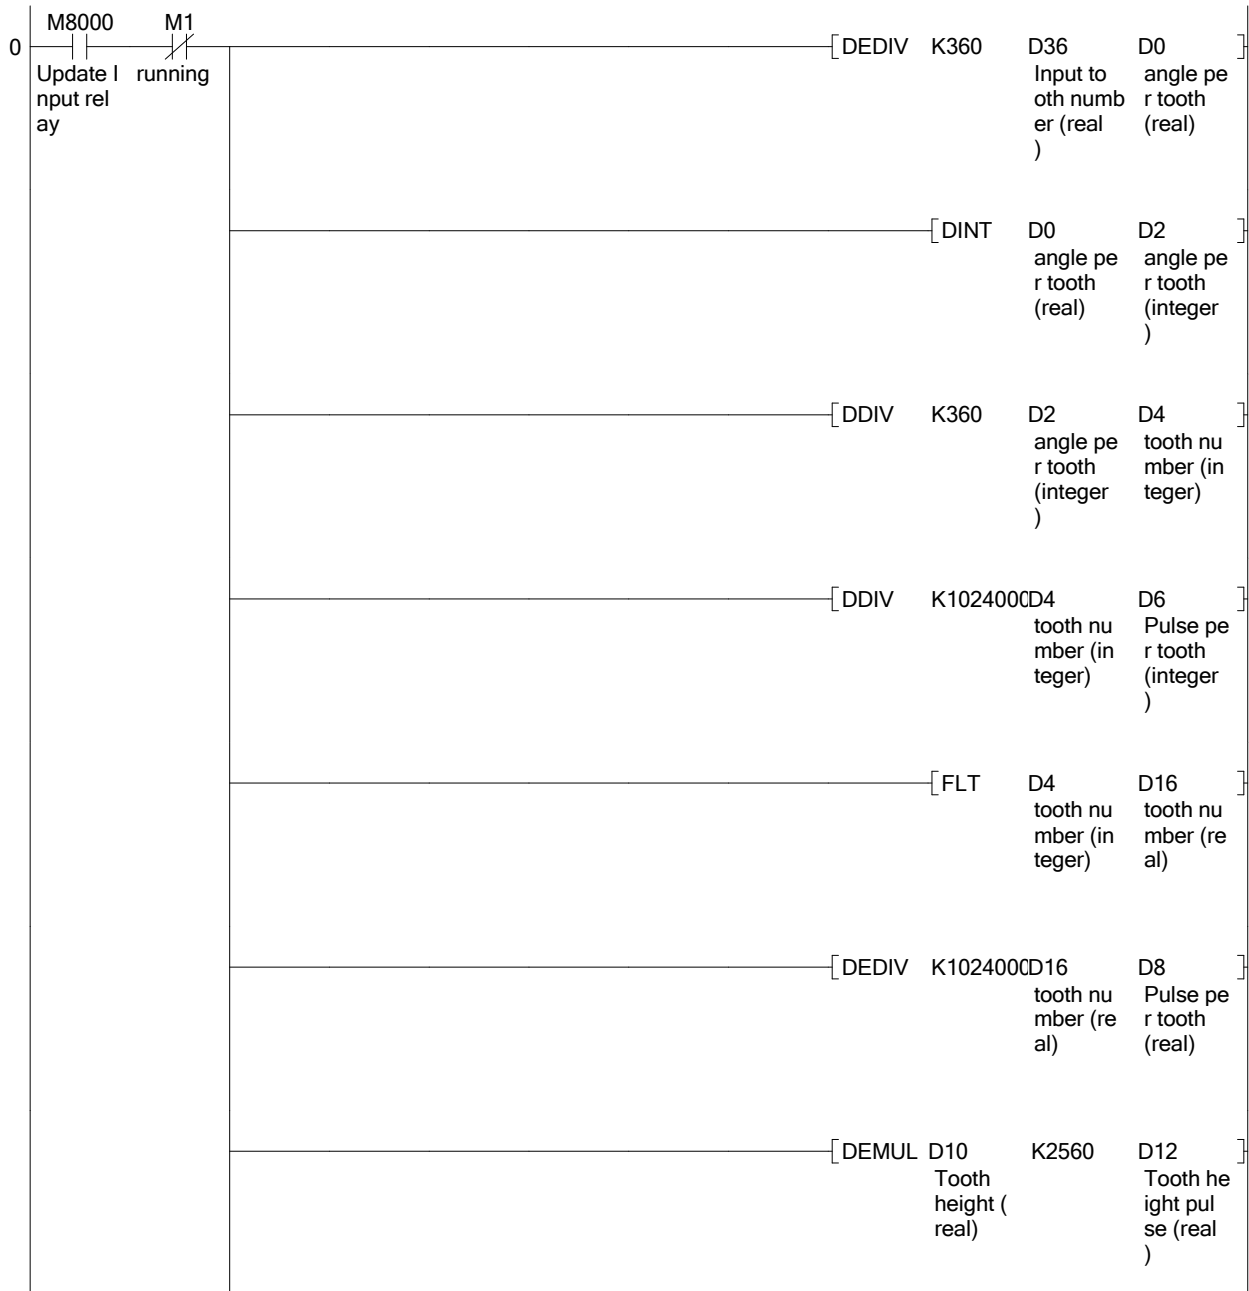 M8000 M1
0 DEDIV K360 D36 D0
Update I running Input to angle pe
nput rel oth numb r tooth
ay er (real (real)
)
DINT D0 D2
angle pe angle pe
r tooth r tooth
(real) (integer
)
DDIV K360 D2 D4
angle pe tooth nu
r tooth mber (in
(integer teger)
)
DDIV K1024000 D4 D6
tooth nu Pulse pe
mber (in r tooth
teger) (integer
)
FLT D4 D16
tooth nu tooth nu
mber (in mber (re
teger) al)
DEDIV K1024000 D16 D8
tooth nu Pulse pe
mber (re r tooth
al) (real)
DEMUL D10 K2560 D12
Tooth Tooth he
height ( ight pul
real) se (real
)